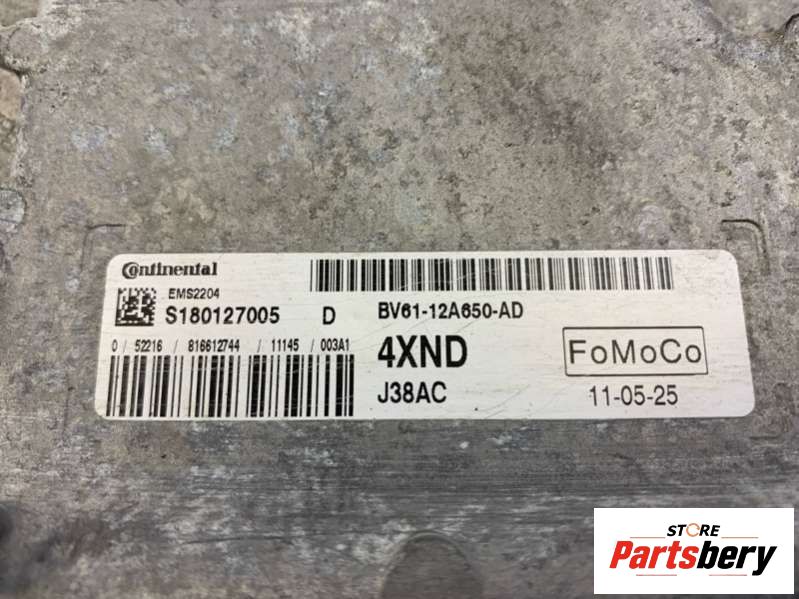 Continental
EMS2204
S180127005 D
0 / 52216 / 816612744 / 11145 / 003A1
BV61-12A650-AD
4XND
FoMoCo
J38AC
11-05-25
STORE
Partsbery